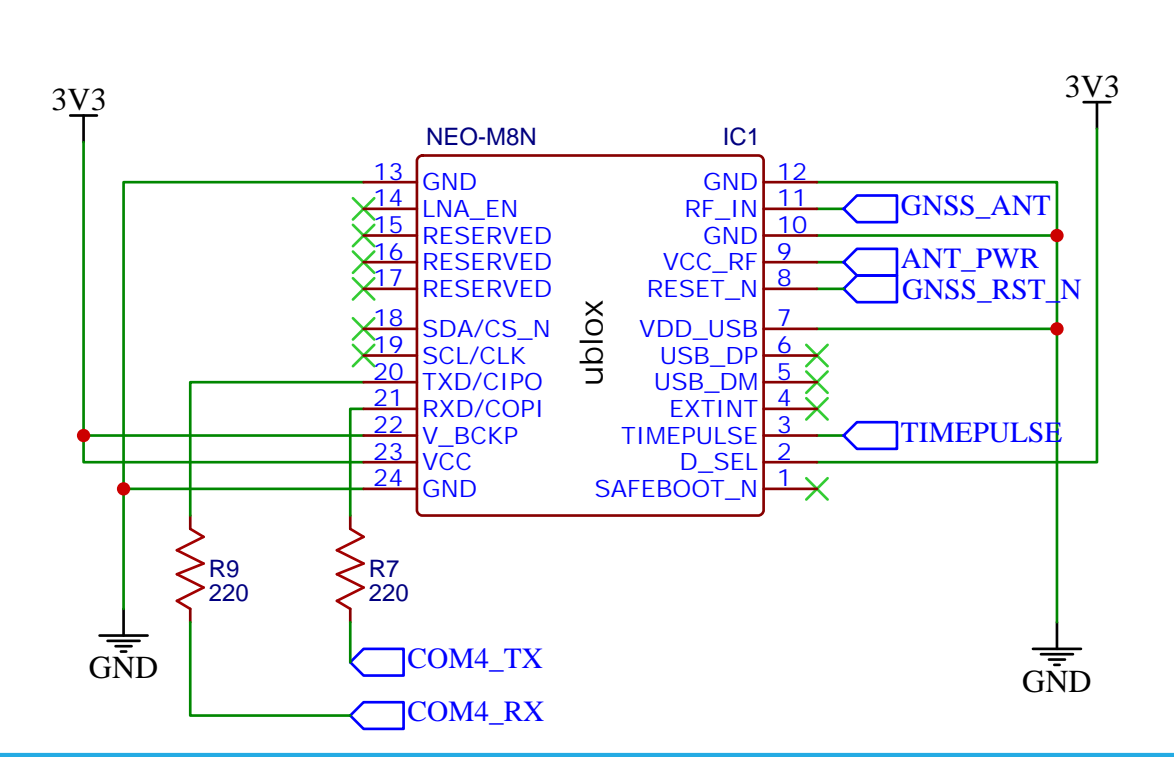 3V3
3V3
NEO-M8N
IC1
13
GND
GND
12
14
LNA_EN
RF_IN
11
GNSS_ANT
15
RESERVED
GND
10
16
RESERVED
VCC_RF
9
ANT_PWR
17
RESERVED
RESET_N
8
GNSS_RST_N
ublox
18
SDA/CS_N
VDD_USB
7
19
SCL/CLK
USB_DP
6
20
TXD/CIPO
USB_DM
5
21
RXD/COPI
EXTINT
4
22
V_BCKP
TIMEPULSE
3
TIMEPULSE
23
VCC
D_SEL
2
24
GND
SAFEBOOT_N
1
R9
220
R7
220
GND
COM4_TX
GND
COM4_RX